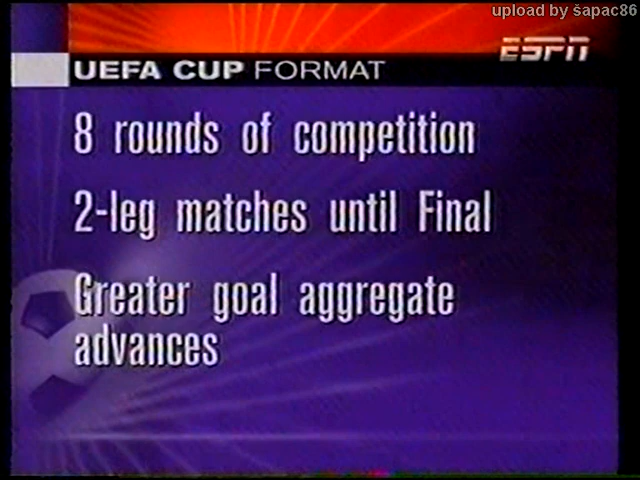 upload by šapac86
ESPN
UEFA CUP FORMAT
8 rounds of competition
2-leg matches until Final
Greater goal aggregate
advances